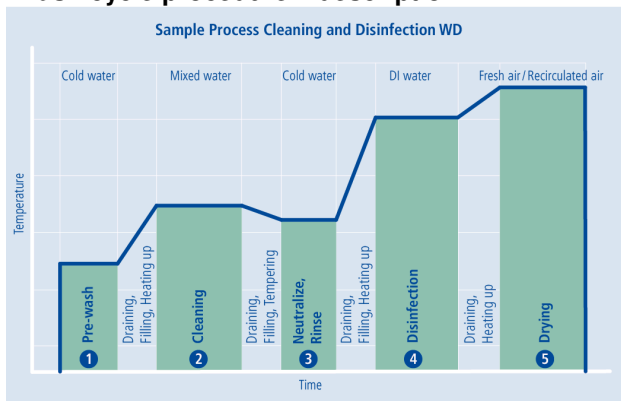 Sample Process Cleaning and Disinfection WD
Cold water
Mixed water
Cold water
DI water
Fresh air / Recirculated air
Temperature
Pre-wash
Draining,
Filling, Heating up
Cleaning
Draining,
Filling, Tempering
Neutralize,
Rinse
Draining,
Filling, Heating up
Disinfection
Draining,
Heating up
Drying
1
2
3
4
5
Time